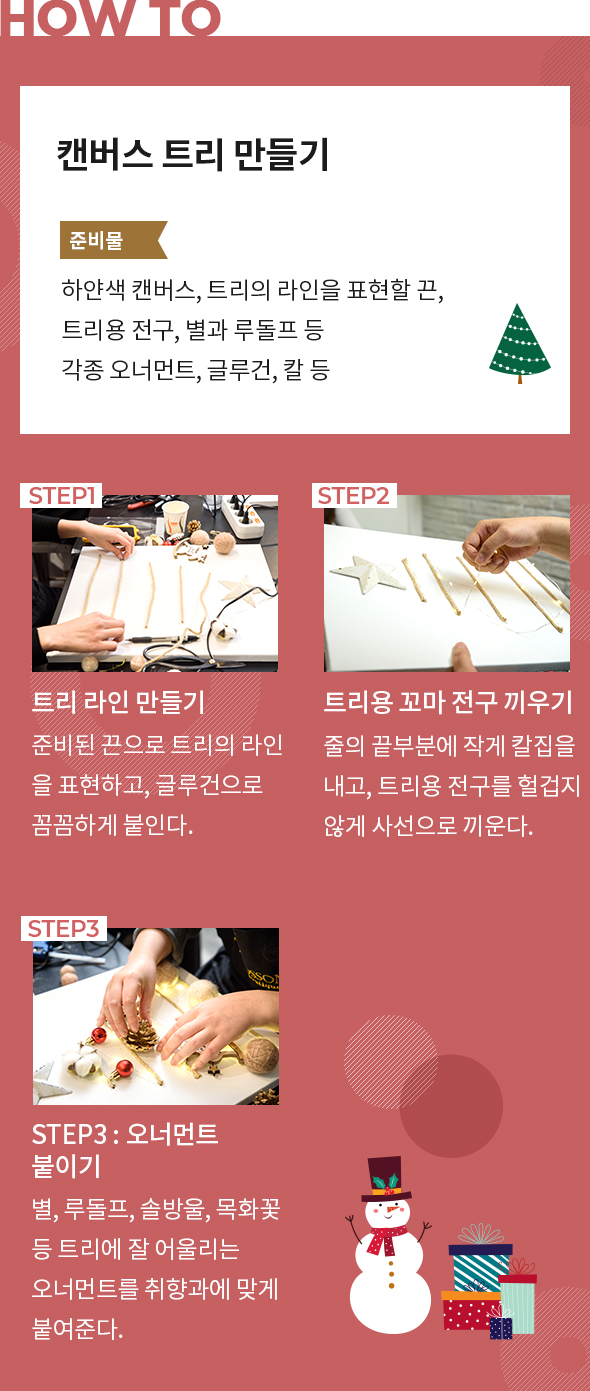 HOW TO
캔버스 트리 만들기
준비물
하얀색 캔버스, 트리의 라인을 표현할 끈,
트리용 전구, 별과 루돌프 등
각종 오너먼트, 글루건, 칼 등
STEP1
트리 라인 만들기
준비된 끈으로 트리의 라인
을 표현하고, 글루건으로
꼼꼼하게 붙인다.
STEP2
트리용 꼬마 전구 끼우기
줄의 끝부분에 작게 칼집을
내고, 트리용 전구를 헐겁지
않게 사선으로 끼운다.
STEP3
STEP3 : 오너먼트
붙이기
별, 루돌프, 솔방울, 목화꽃
등 트리에 잘 어울리는
오너먼트를 취향과에 맞게
붙여준다.